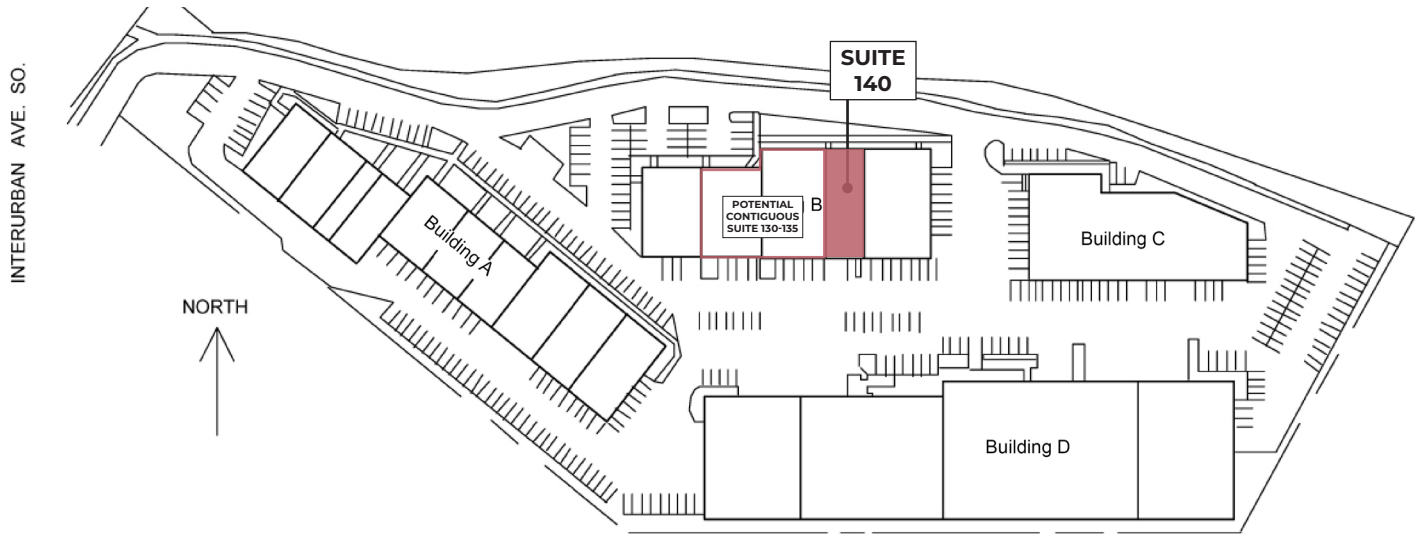 INTERURBAN AVE. SO.
SUITE
140
POTENTIAL
CONTIGUOUS
SUITE 130-135
B
Building A
Building C
NORTH
Building D